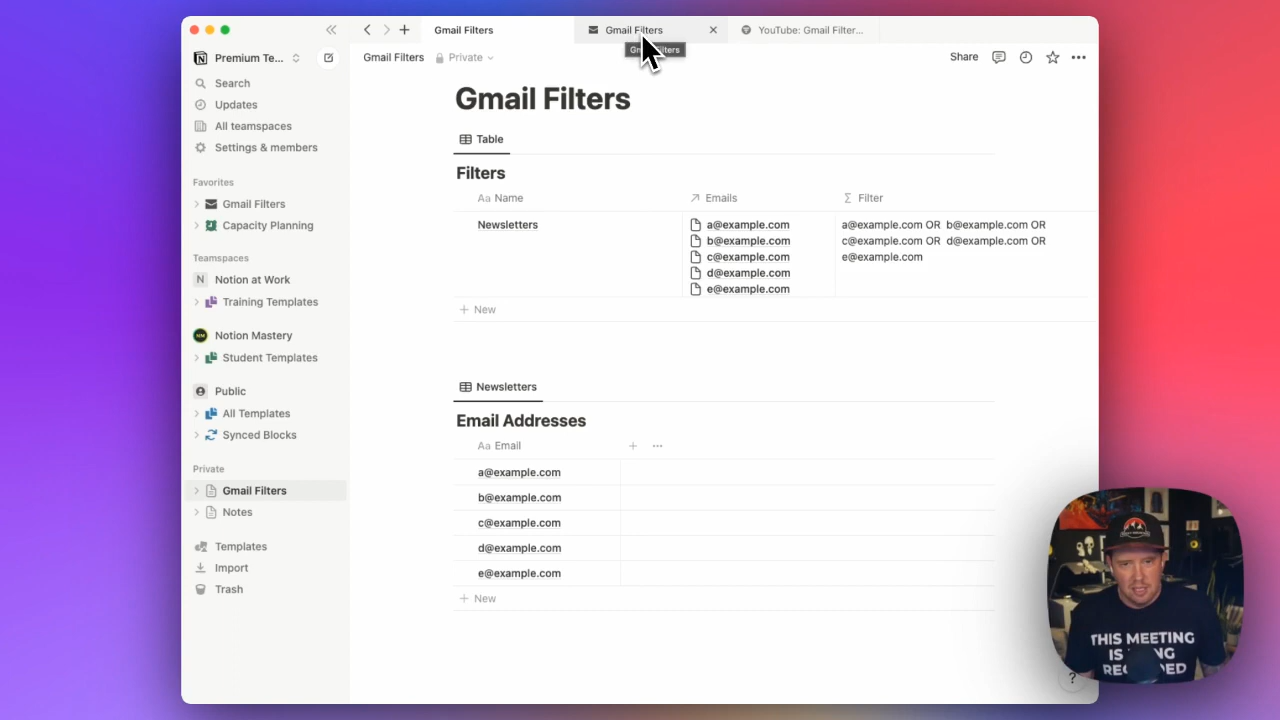 Gmail Filters
Gmail Filters
YouTube: Gmail Filter...
Premium Te...
Gmail Filters
Private
Share
Search
Updates
All teamspaces
Settings & members
Favorites
Gmail Filters
Capacity Planning
Teamspaces
N
Notion at Work
Training Templates
Notion Mastery
Student Templates
Public
All Templates
Synced Blocks
Private
Gmail Filters
Notes
Templates
Import
Trash
Gmail Filters
Table
Filters
Aa Name
Emails
Σ Filter
Newsletters
a@example.com
b@example.com
c@example.com
d@example.com
e@example.com
a@example.com OR b@example.com OR
c@example.com OR d@example.com OR
e@example.com
+ New
Newsletters
Email Addresses
Aa Email
a@example.com
b@example.com
c@example.com
d@example.com
e@example.com
+ New
THIS MEETING
?